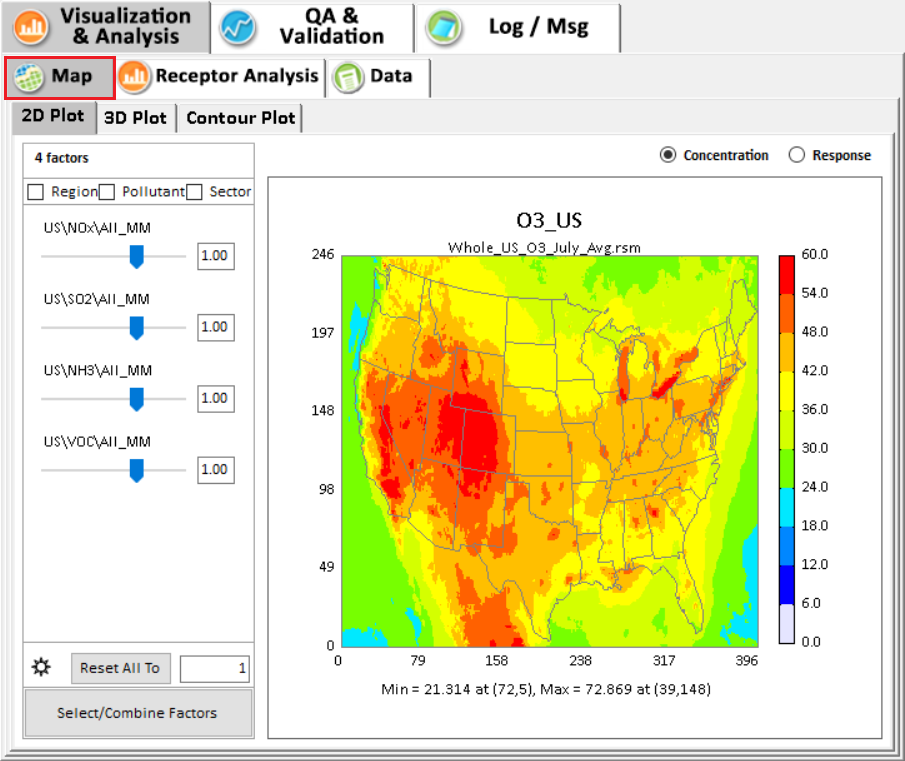 Visualization & Analysis
QA & Validation
Log / Msg
Map
Receptor Analysis
Data
2D Plot
3D Plot
Contour Plot
4 factors
Concentration
Response
Region
Pollutant
Sector
US\NOx\All_MM
1.00
US\SO2\All_MM
1.00
US\NH3\All_MM
1.00
US\VOC\All_MM
1.00
Reset All To
1
Select/Combine Factors
O3_US
Whole_US_O3_July_Avg.rsm
246
197
148
98
49
0
0
79
158
238
317
396
60.0
54.0
48.0
42.0
36.0
30.0
24.0
18.0
12.0
6.0
0.0
Min = 21.314 at (72,5), Max = 72.869 at (39,148)